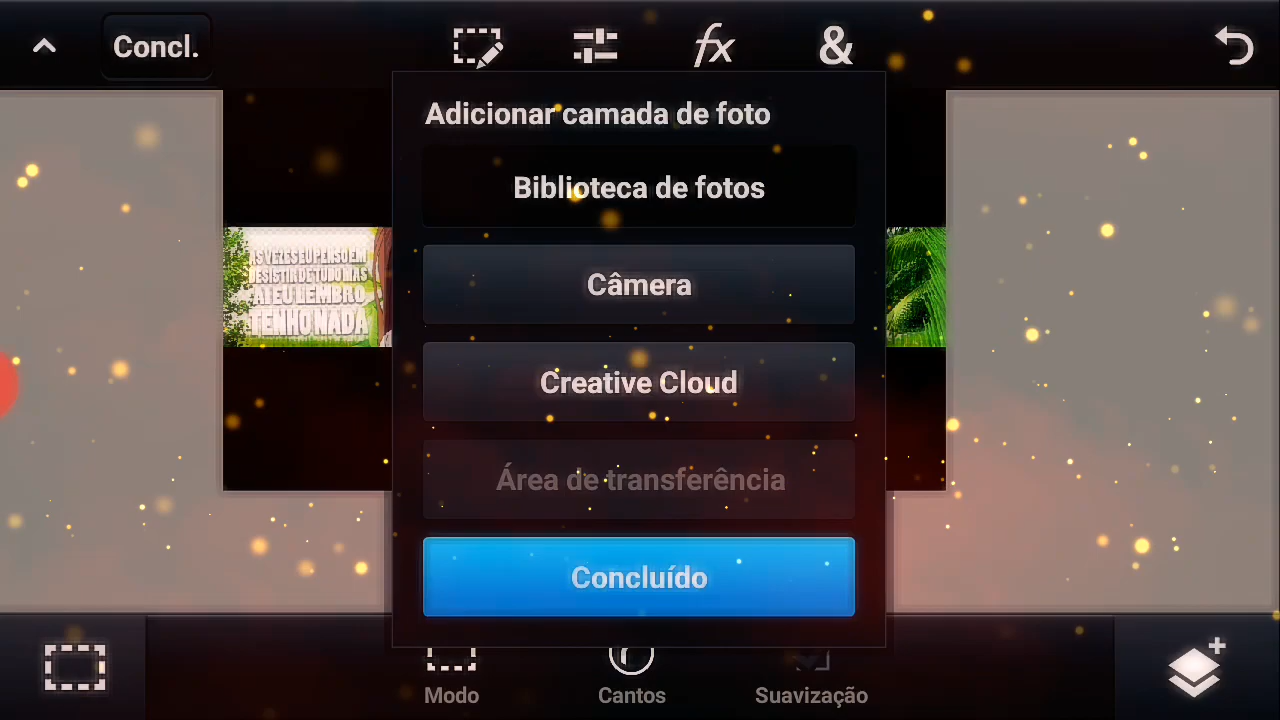 Concl.
fx
&
Adicionar camada de foto
Biblioteca de fotos
AS VEZES EU PENSO EM
DESISTIR DE TUDO MAS
AI EU LEMBRO
TENHO NADA
Câmera
Creative Cloud
Área de transferência
Concluído
Modo
Cantos
Suavização